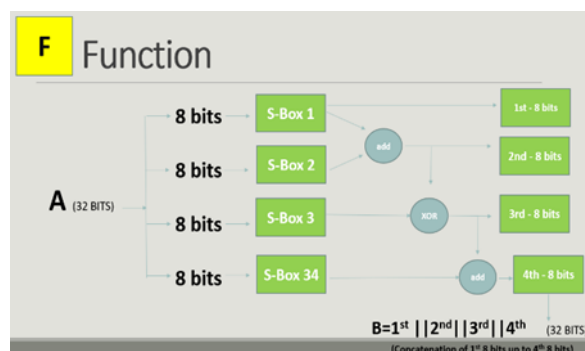 F Function
8 bits S-Box 1 1st - 8 bits
add
8 bits S-Box 2 2nd - 8 bits
A (32 BITS)
8 bits S-Box 3 XOR 3rd - 8 bits
8 bits S-Box 34 add 4th - 8 bits
B=1st ||2nd||3rd||4th (32 BITS
(Concatenation of 1st 8 bits up to 4th 8 bits)